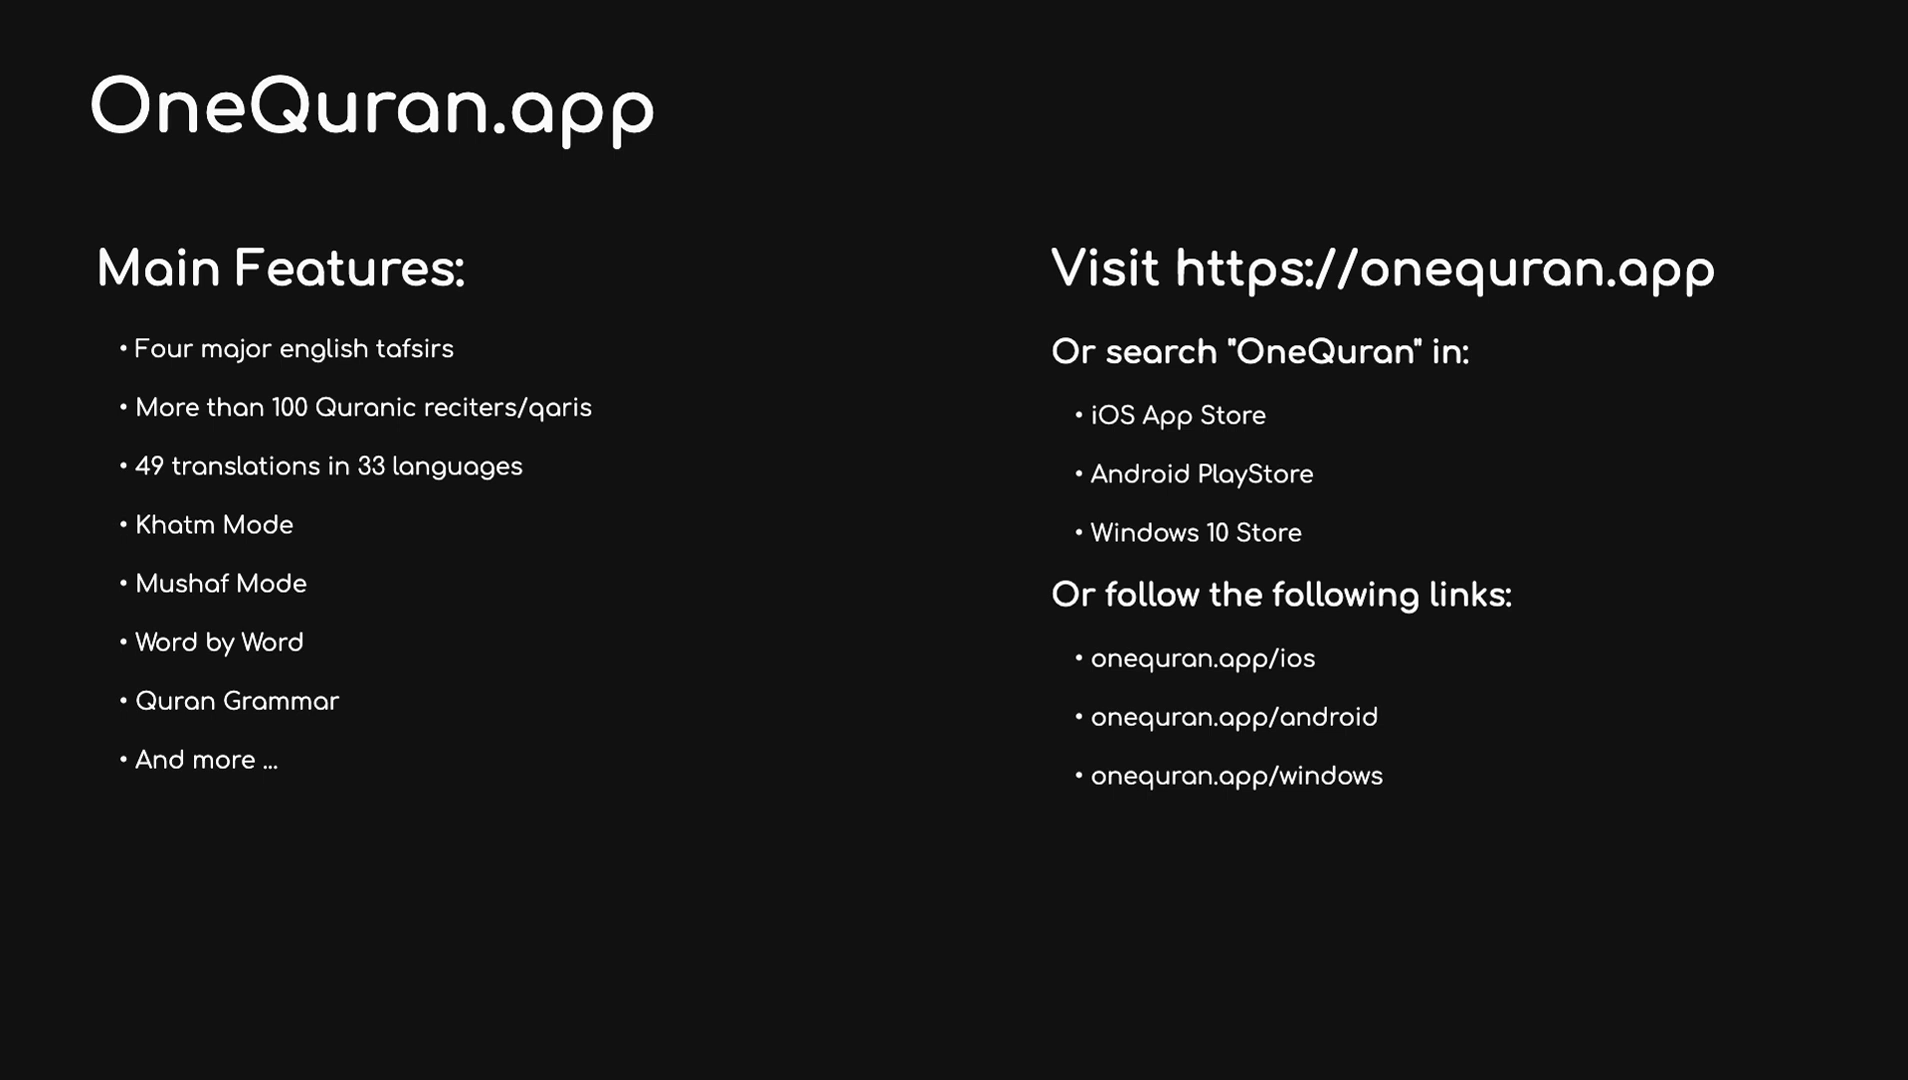 OneQuran.app
Main Features:
• Four major english tafsirs
• More than 100 Quranic reciters/qaris
• 49 translations in 33 languages
• Khatm Mode
• Mushaf Mode
• Word by Word
• Quran Grammar
• And more ...
Visit https://onequran.app
Or search "OneQuran" in:
• iOS App Store
• Android PlayStore
• Windows 10 Store
Or follow the following links:
• onequran.app/ios
• onequran.app/android
• onequran.app/windows